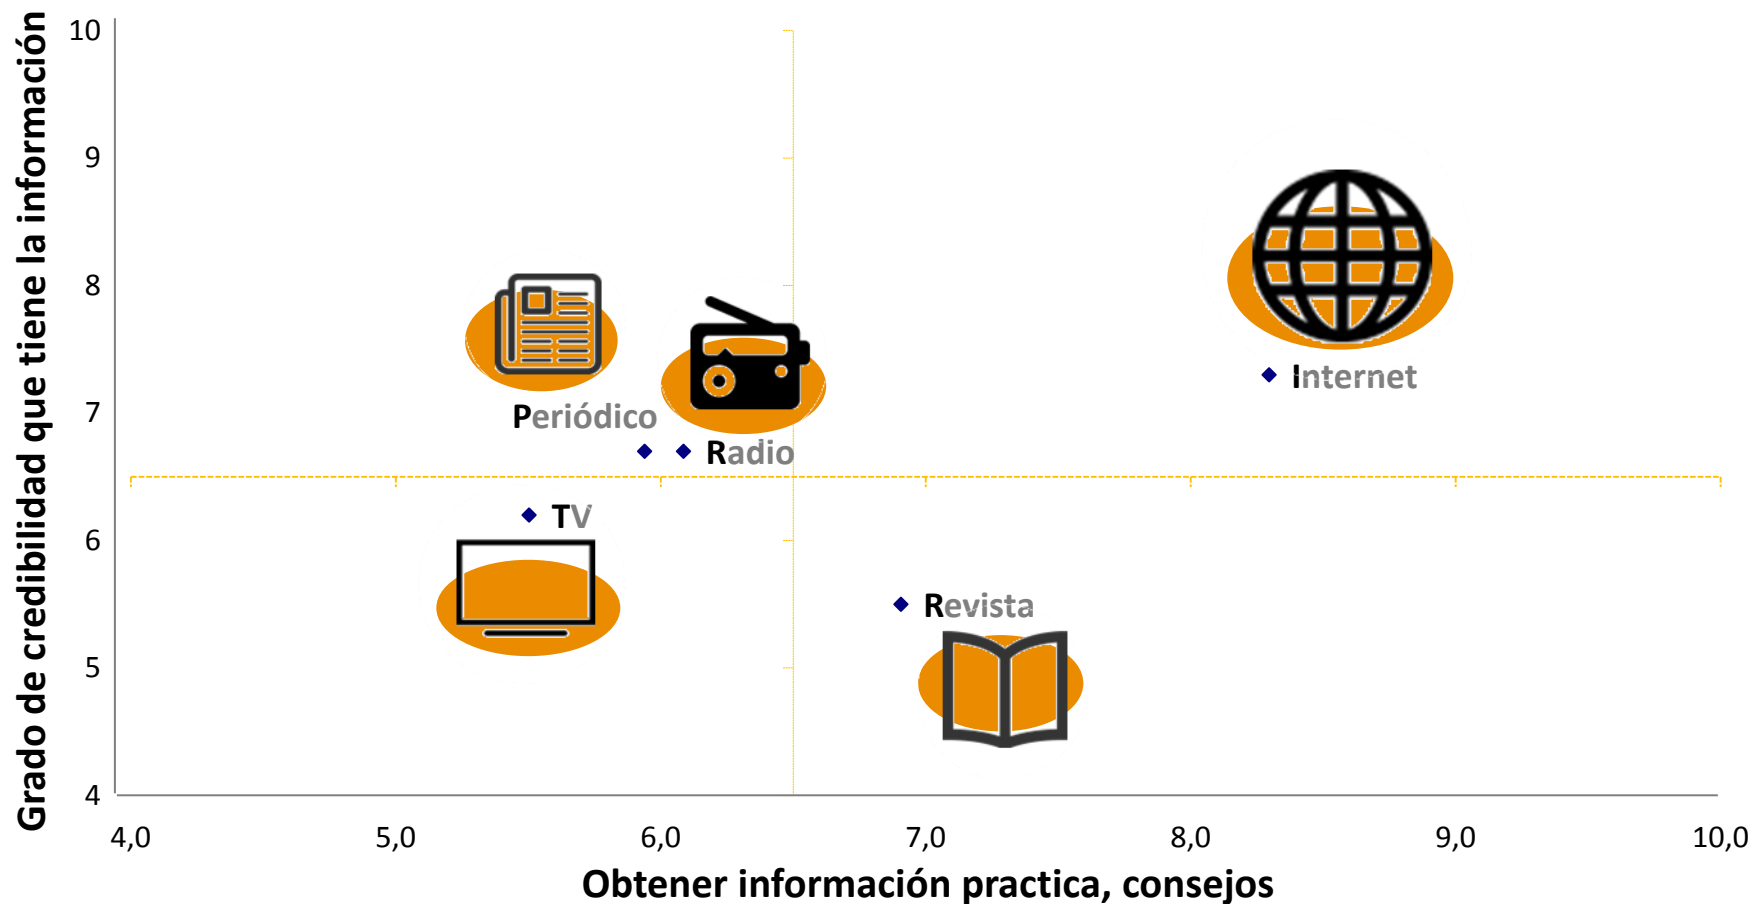 Grado de credibilidad que tiene la información
10
9
8
7
6
5
4
Internet
Periódico
Radio
TV
Revista
4,0 5,0 6,0 7,0 8,0 9,0 10,0
Obtener información practica, consejos